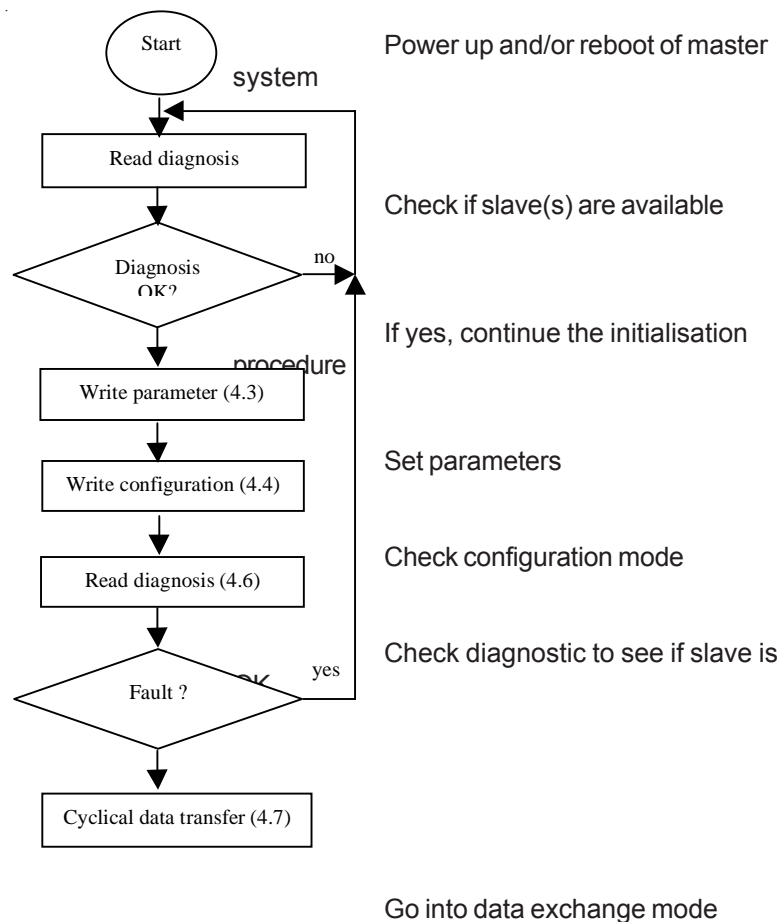 Start
Power up and/or reboot of master
system
Read diagnosis
Check if slave(s) are available
Diagnosis
OK?
no
If yes, continue the initialisation
procedure
Write parameter (4.3)
Set parameters
Write configuration (4.4)
Check configuration mode
Read diagnosis (4.6)
Check diagnostic to see if slave is
OK
Fault ?
yes
Cyclical data transfer (4.7)
Go into data exchange mode